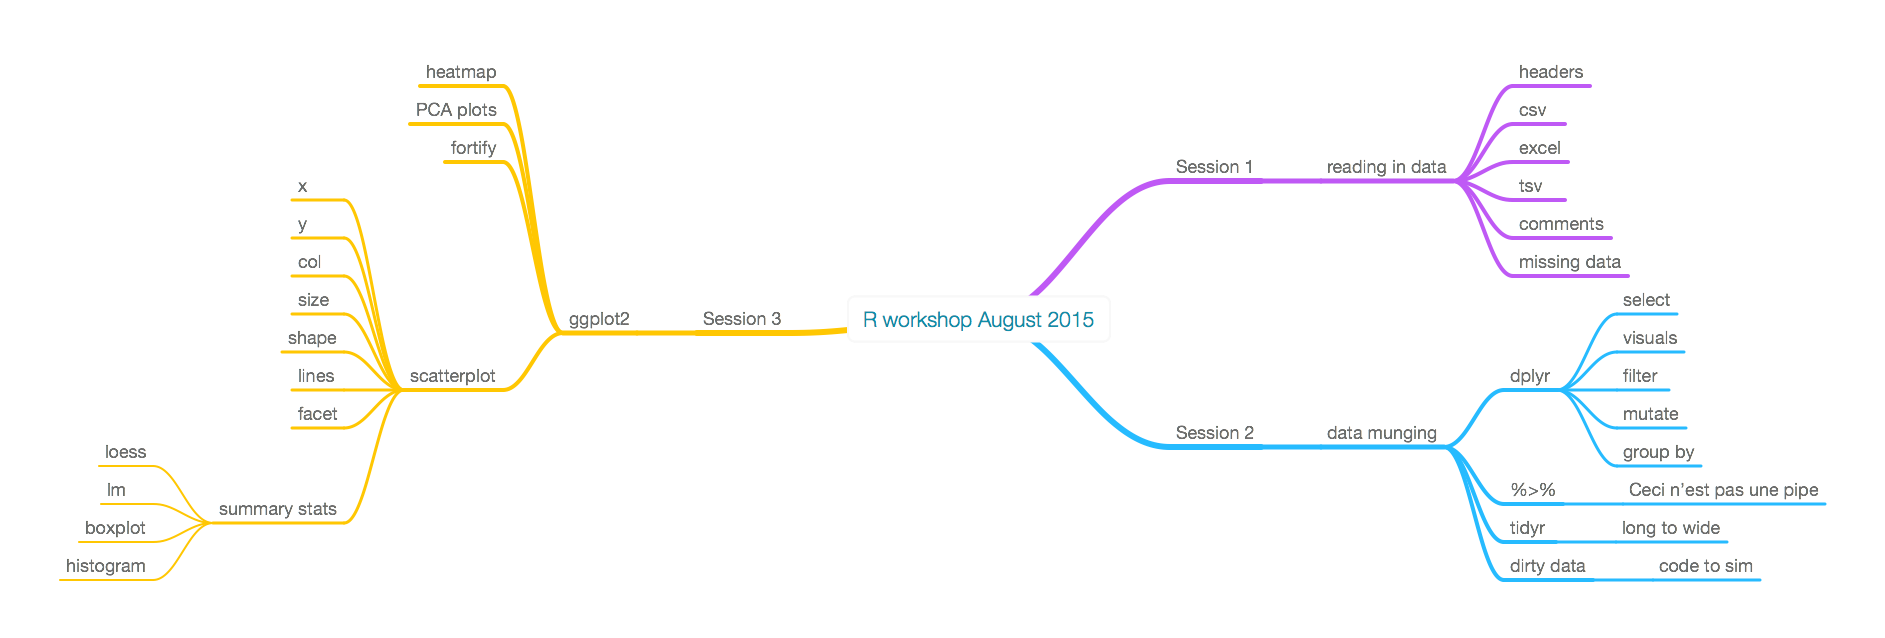 R workshop August 2015
Session 1
reading in data
headers
csv
excel
tsv
comments
missing data
Session 2
data munging
dplyr
select
visuals
filter
mutate
group by
%>%
Ceci n'est pas une pipe
tidyr
long to wide
dirty data
code to sim
Session 3
ggplot2
heatmap
PCA plots
fortify
scatterplot
x
y
col
size
shape
lines
facet
summary stats
loess
lm
boxplot
histogram